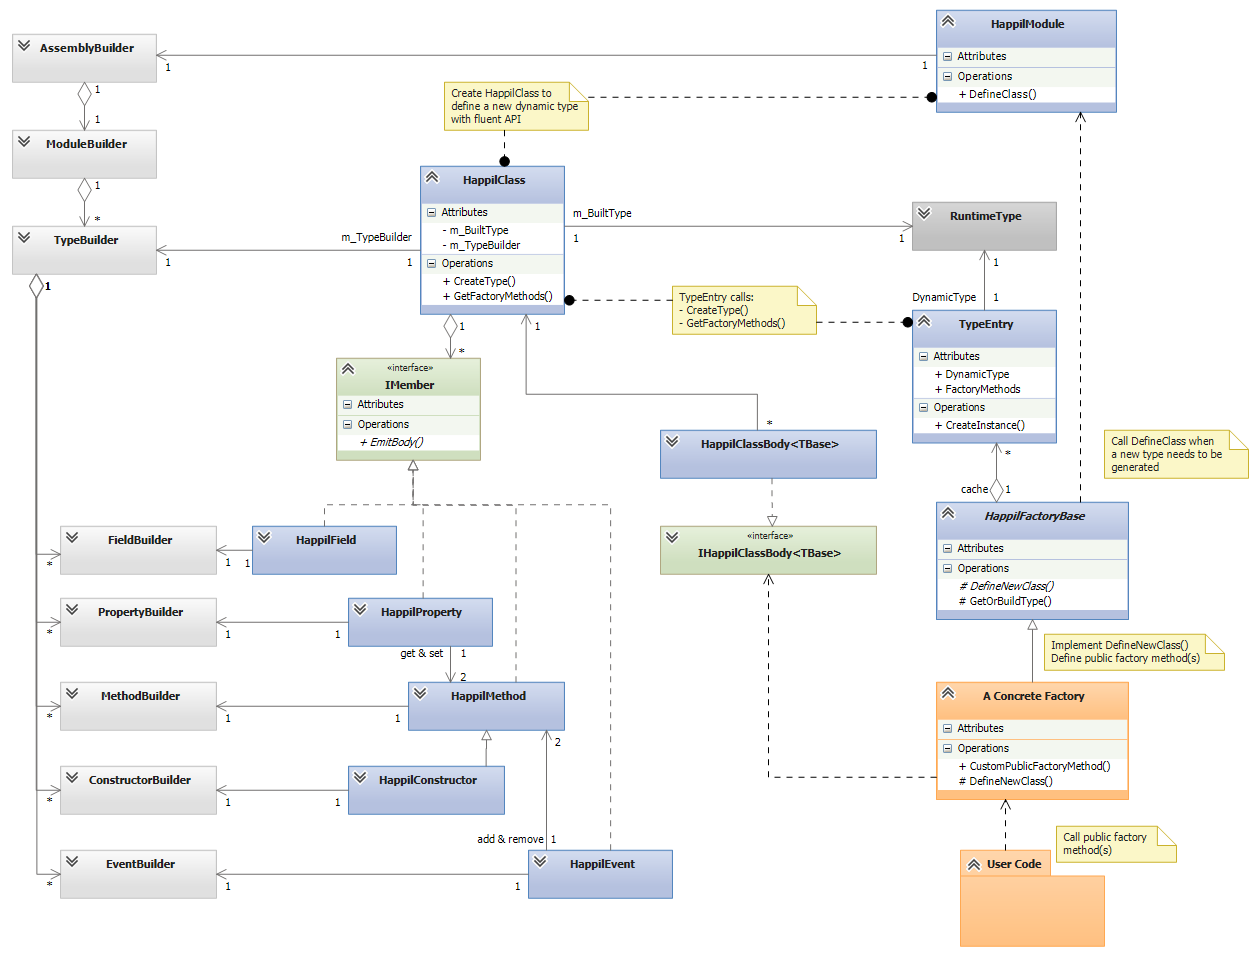 HappilModule
Attributes
Operations
+ DefineClass()
AssemblyBuilder
1
1
1
1
ModuleBuilder
1
*
TypeBuilder
1
1
Create HappilClass to
define a new dynamic type
with fluent API
HappilClass
Attributes
- m_BuiltType
- m_TypeBuilder
Operations
+ CreateType()
+ GetFactoryMethods()
m_TypeBuilder
1
m_BuiltType
1
1
RuntimeType
1
DynamicType
1
TypeEntry calls:
- CreateType()
- GetFactoryMethods()
TypeEntry
Attributes
+ DynamicType
+ FactoryMethods
Operations
+ CreateInstance()
1
*
1
*
«interface»
IMember
Attributes
Operations
+ EmitBody()
HappilClassBody<TBase>
«interface»
IHappilClassBody<TBase>
*
cache
1
Call DefineClass when
a new type needs to be
generated
HappilFactoryBase
Attributes
Operations
# DefineNewClass()
# GetOrBuildType()
Implement DefineNewClass()
Define public factory method(s)
FieldBuilder
*
1
1
HappilField
PropertyBuilder
*
1
1
HappilProperty
get & set
1
2
MethodBuilder
*
1
1
HappilMethod
2
A Concrete Factory
Attributes
Operations
+ CustomPublicFactoryMethod()
# DefineNewClass()
ConstructorBuilder
*
1
1
HappilConstructor
add & remove
1
EventBuilder
*
1
1
HappilEvent
Call public factory
method(s)
User Code